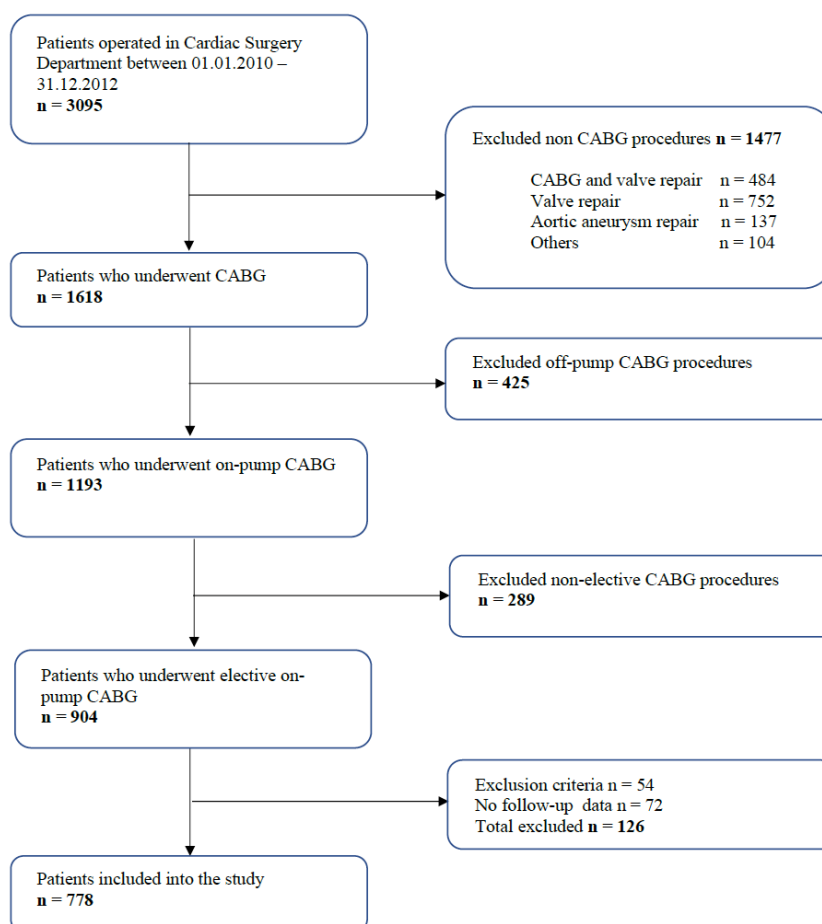 Patients operated in Cardiac Surgery
Department between 01.01.2010 –
31.12.2012
n = 3095
Excluded non CABG procedures n = 1477
CABG and valve repair n = 484
Valve repair n = 752
Aortic aneurysm repair n = 137
Others n = 104
Patients who underwent CABG
n = 1618
Excluded off-pump CABG procedures
n = 425
Patients who underwent on-pump CABG
n = 1193
Excluded non-elective CABG procedures
n = 289
Patients who underwent elective on-
pump CABG
n = 904
Exclusion criteria n = 54
No follow-up data n = 72
Total excluded n = 126
Patients included into the study
n = 778